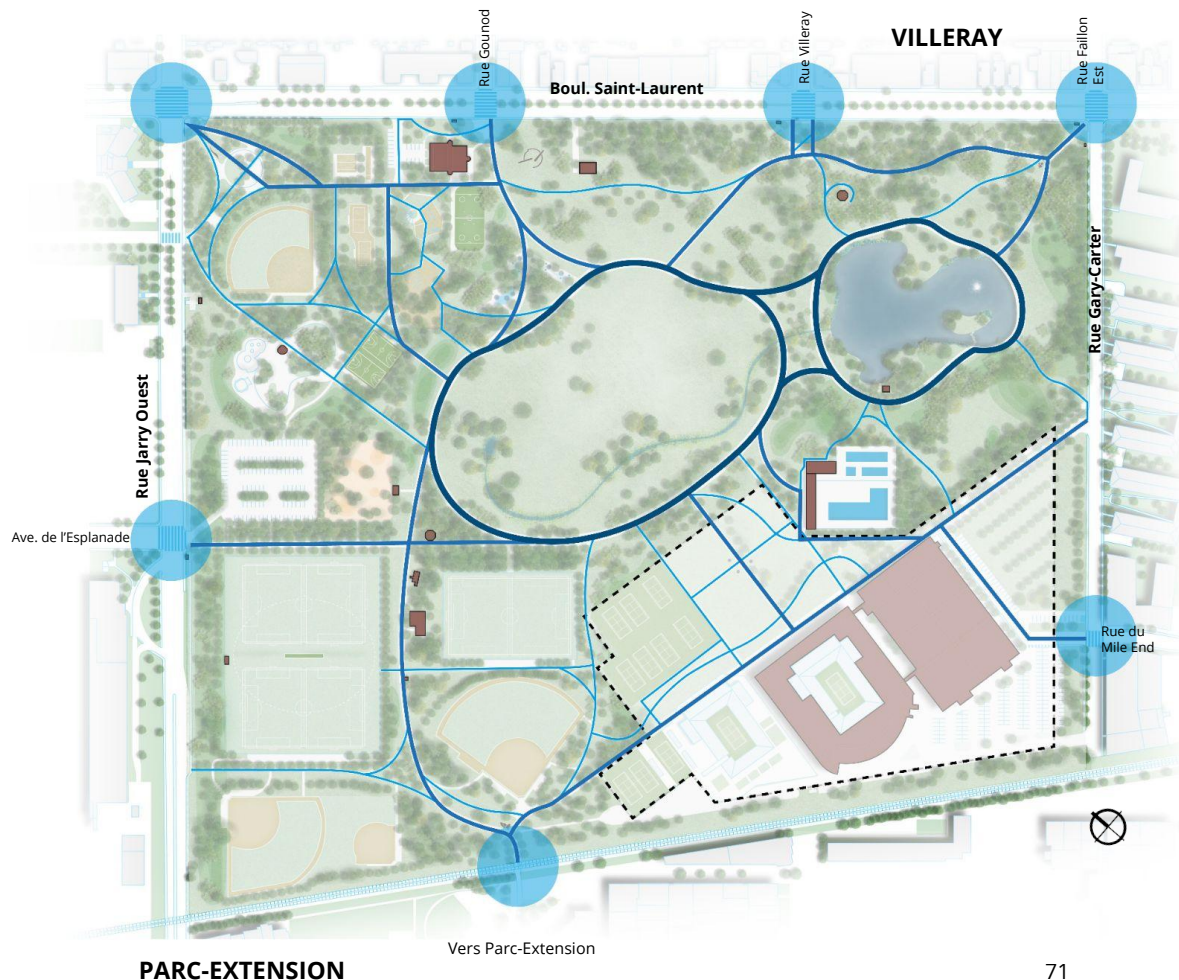 VILLERAY
Rue Gounod
Rue Villeray
Rue Faillon
Est
Boul. Saint-Laurent
Rue Gary-Carter
Rue Jarry Ouest
Ave. de l’Esplanade
Rue du
Mile End
Vers Parc-Extension
PARC-EXTENSION
71